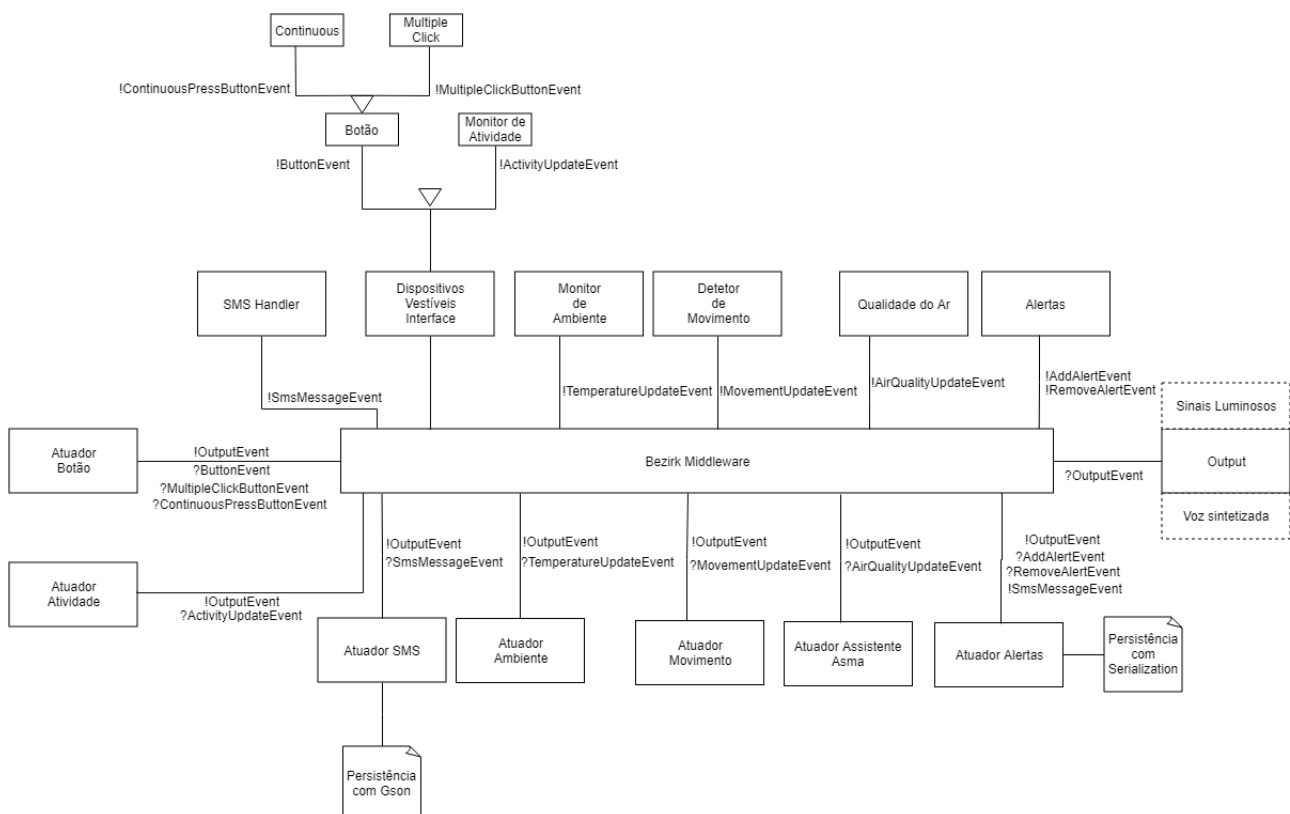 Continuous
Multiple
Click
!ContinuousPressButtonEvent
!MultipleClickButtonEvent
Botão
Monitor de
Atividade
!ButtonEvent
!ActivityUpdateEvent
SMS Handler
Dispositivos
Vestíveis
Interface
Monitor
de
Ambiente
Detetor
de
Movimento
Qualidade do Ar
Alertas
!SmsMessageEvent
!TemperatureUpdateEvent
!MovementUpdateEvent
!AirQualityUpdateEvent
!AddAlertEvent
!RemoveAlertEvent
Sinais Luminosos
Atuador
Botão
!OutputEvent
?ButtonEvent
?MultipleClickButtonEvent
?ContinuousPressButtonEvent
Bezirk Middleware
?OutputEvent
Output
Voz sintetizada
Atuador
Atividade
!OutputEvent
?ActivityUpdateEvent
!OutputEvent
?SmsMessageEvent
!OutputEvent
?TemperatureUpdateEvent
!OutputEvent
?MovementUpdateEvent
!OutputEvent
?AirQualityUpdateEvent
!OutputEvent
?AddAlertEvent
?RemoveAlertEvent
!SmsMessageEvent
Atuador SMS
Atuador
Ambiente
Atuador
Movimento
Atuador Assistente
Asma
Atuador Alertas
Persistência
com
Serialization
Persistência
com Gson